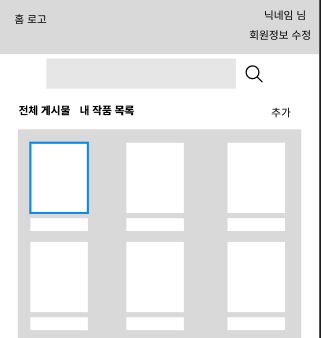 홈 로고
닉네임 님
회원정보 수정
전체 게시물 내 작품 목록
추가